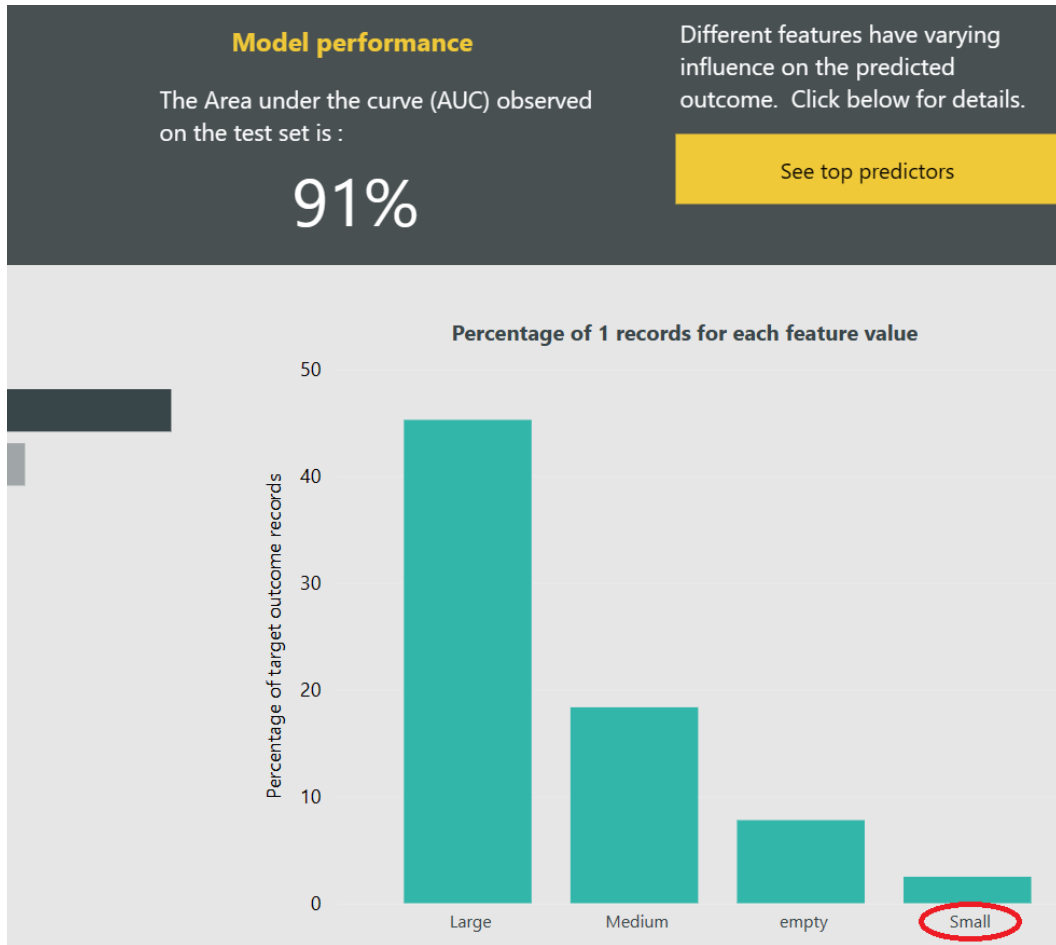 Model performance
The Area under the curve (AUC) observed
on the test set is :
91%
Different features have varying
influence on the predicted
outcome.  Click below for details.
See top predictors
Percentage of 1 records for each feature value
Percentage of target outcome records
50
40
30
20
10
0
Large
Medium
empty
Small